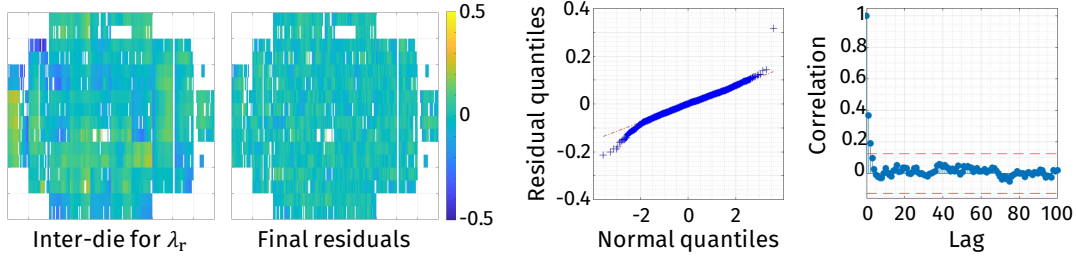 0.5
0
-0.5
Inter-die for λr
Final residuals
0.4
0.2
0
-0.2
-0.4
Residual quantiles
-2 0 2
Normal quantiles
1
0.8
0.6
0.4
0.2
0
Correlation
0 20 40 60 80 100
Lag